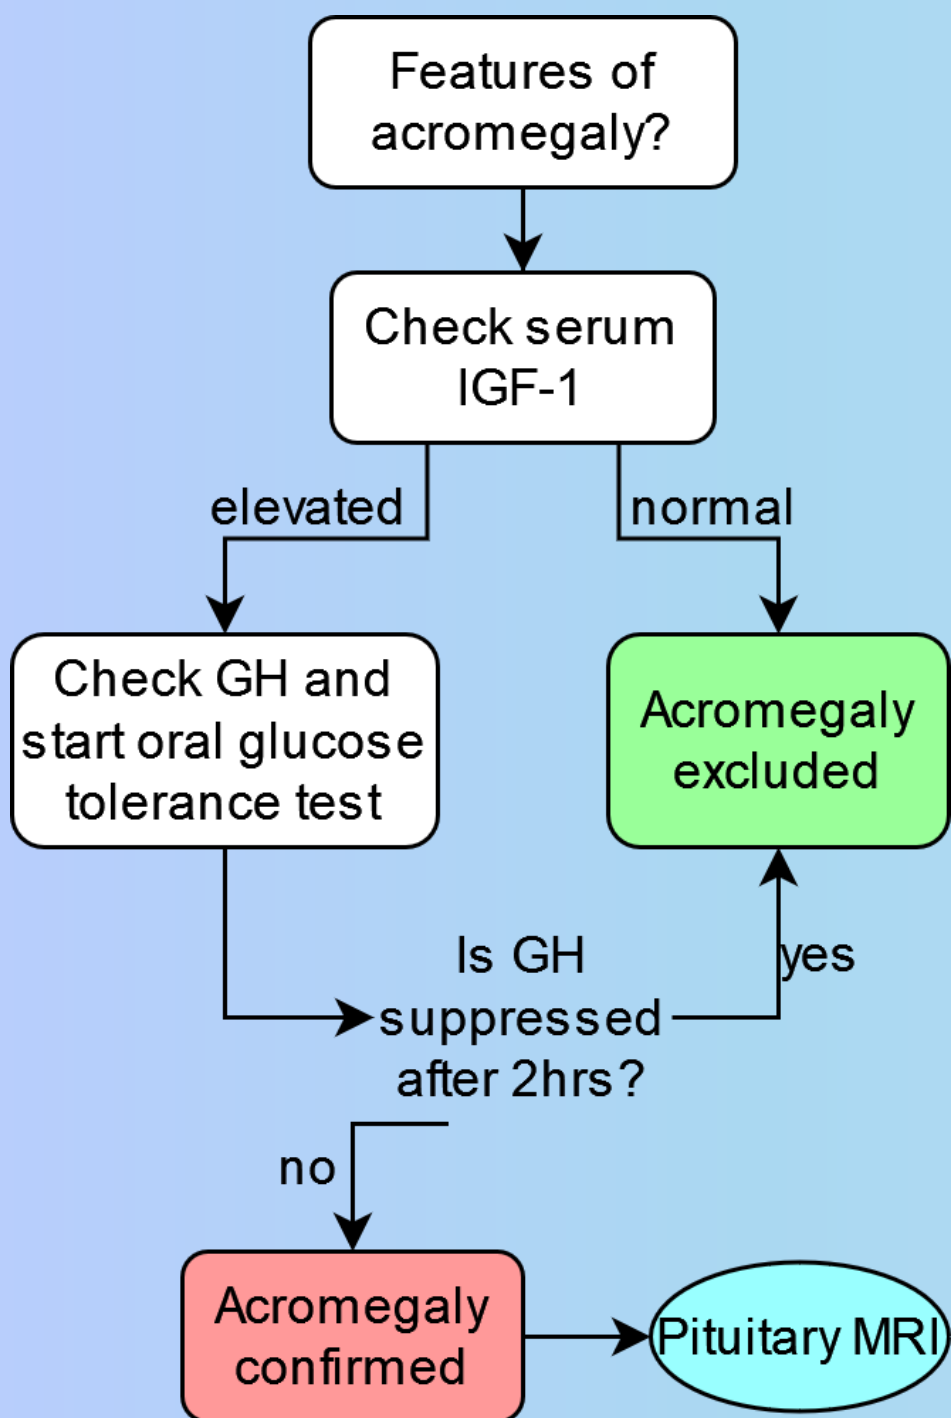 Features of
acromegaly?
Check serum
IGF-1
elevated
normal
Check GH and
start oral glucose
tolerance test
Acromegaly
excluded
Is GH
suppressed
after 2hrs?
yes
no
Acromegaly
confirmed
Pituitary MRI